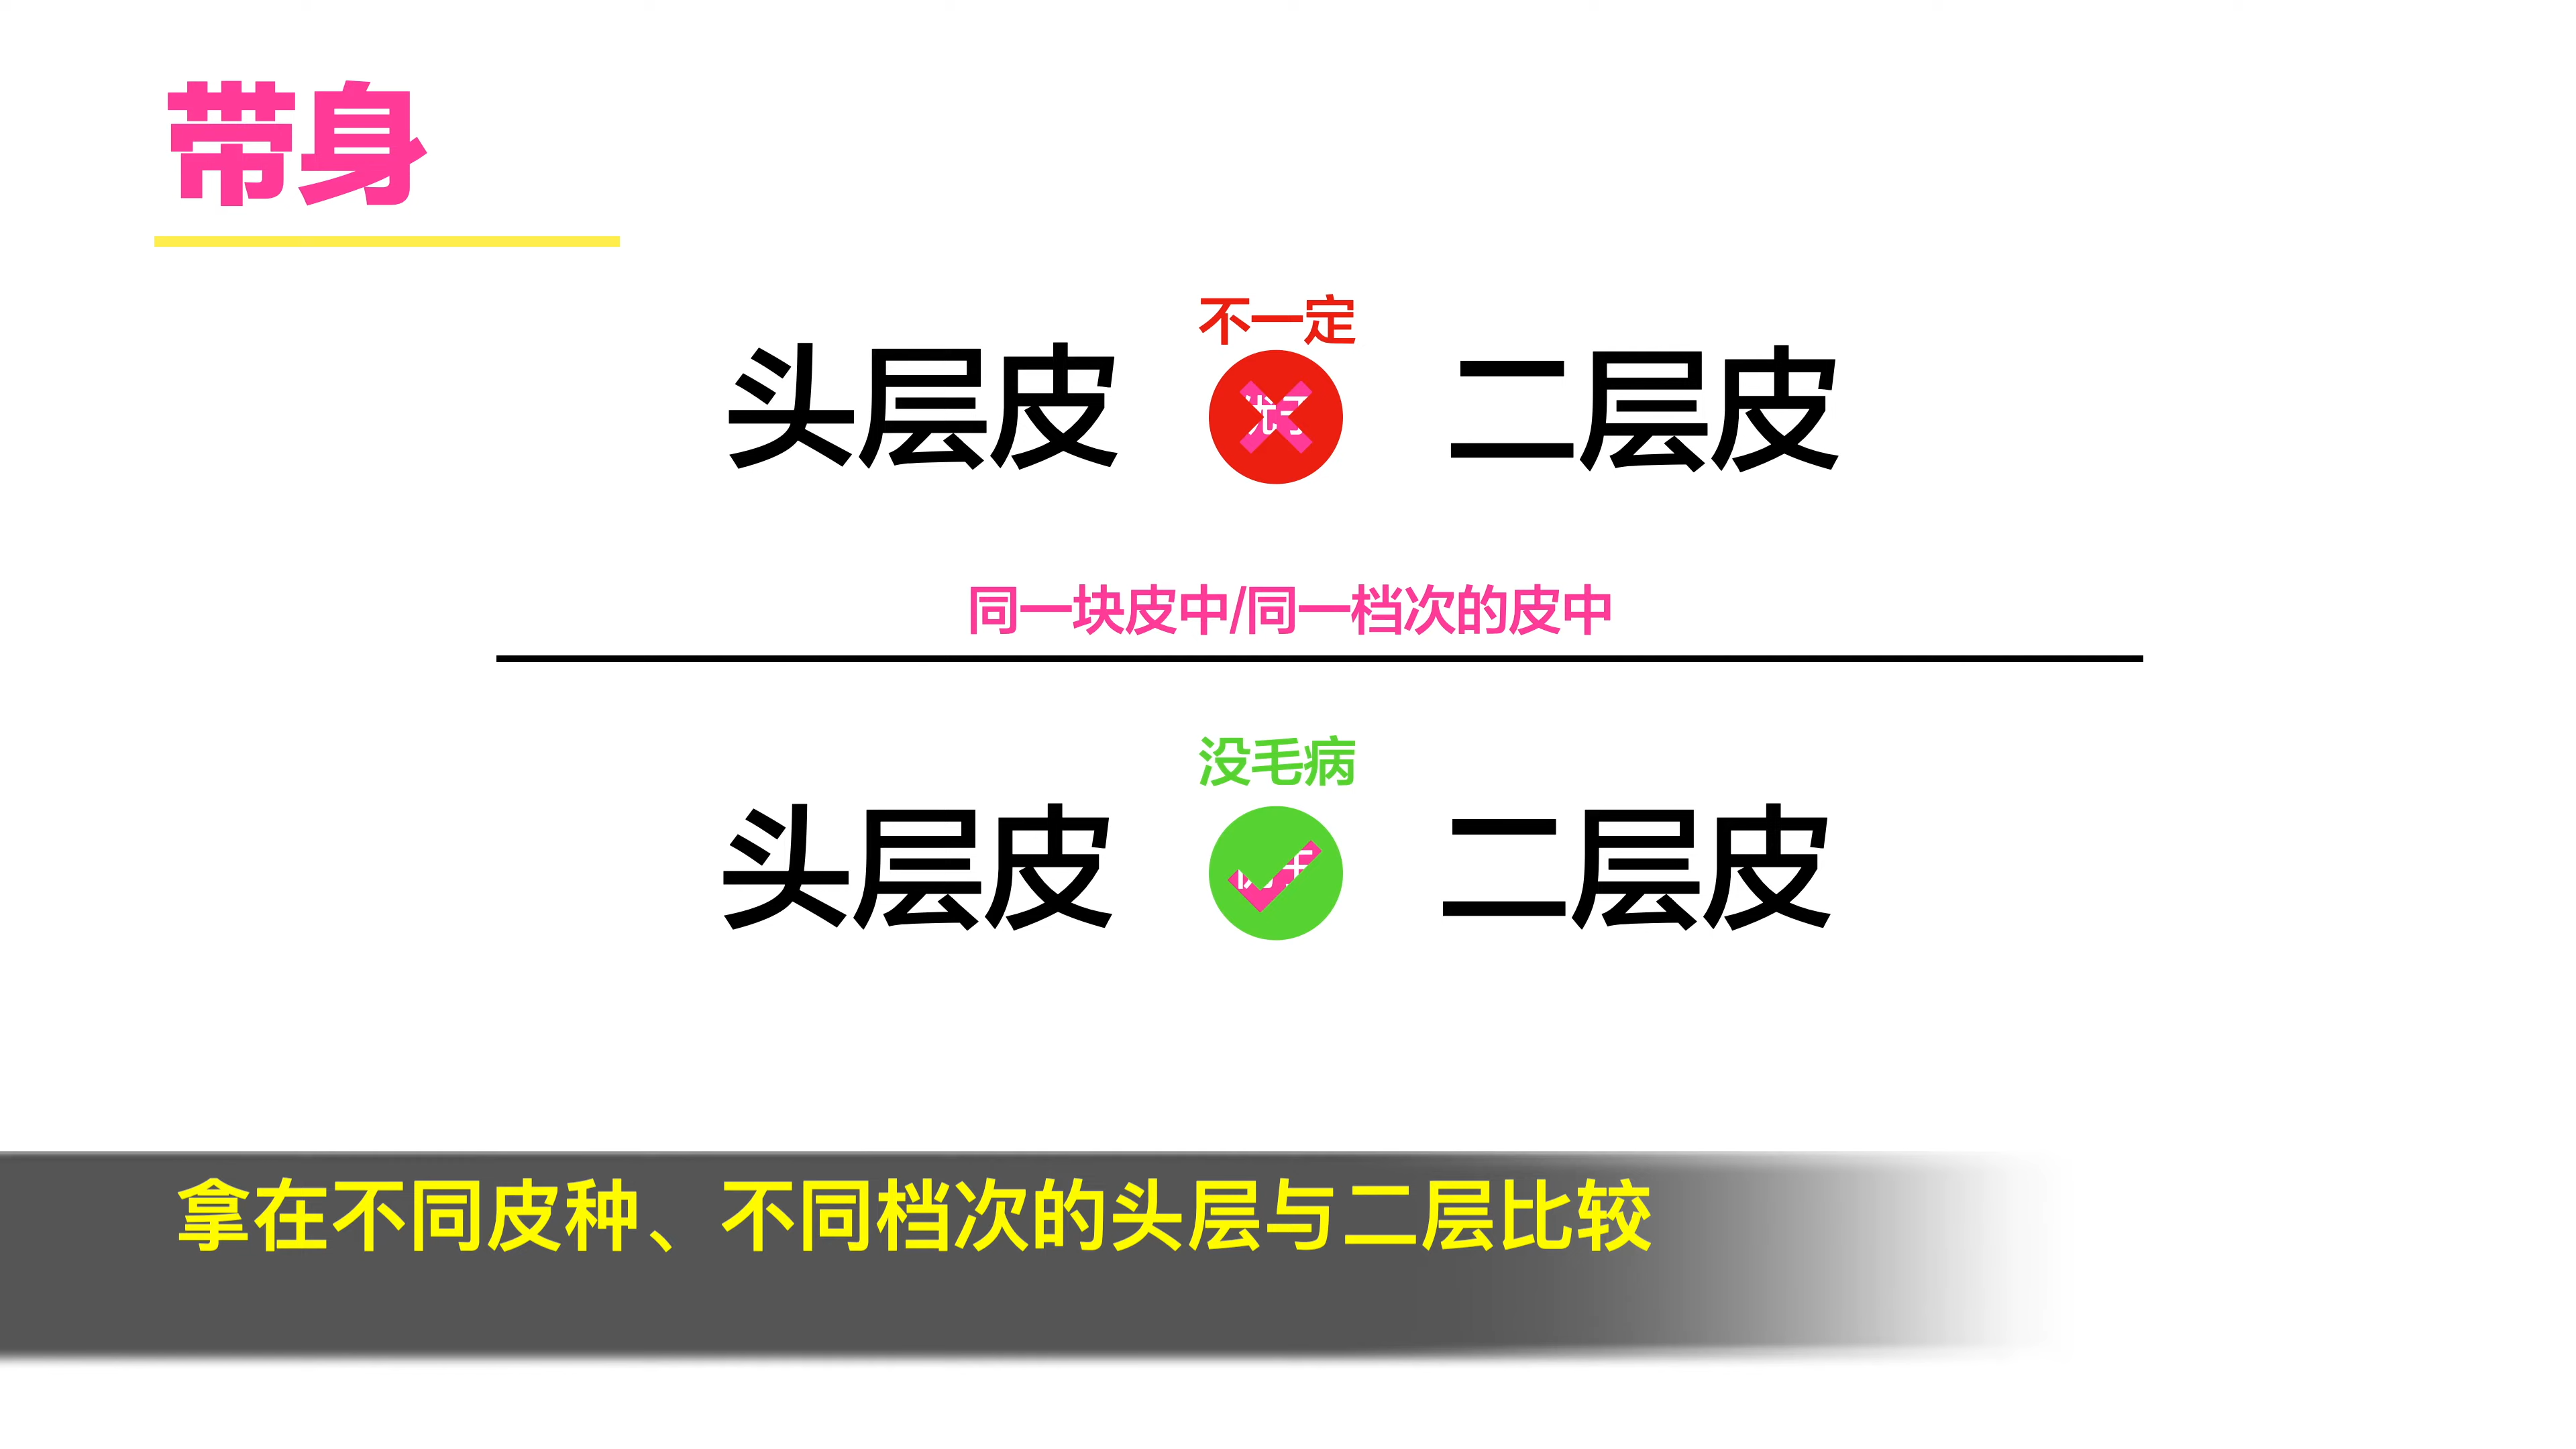 带身
不一定
头层皮 二层皮
同一块皮中/同一档次的皮中
没毛病
头层皮 二层皮
拿在不同皮种、不同档次的头层与二层比较